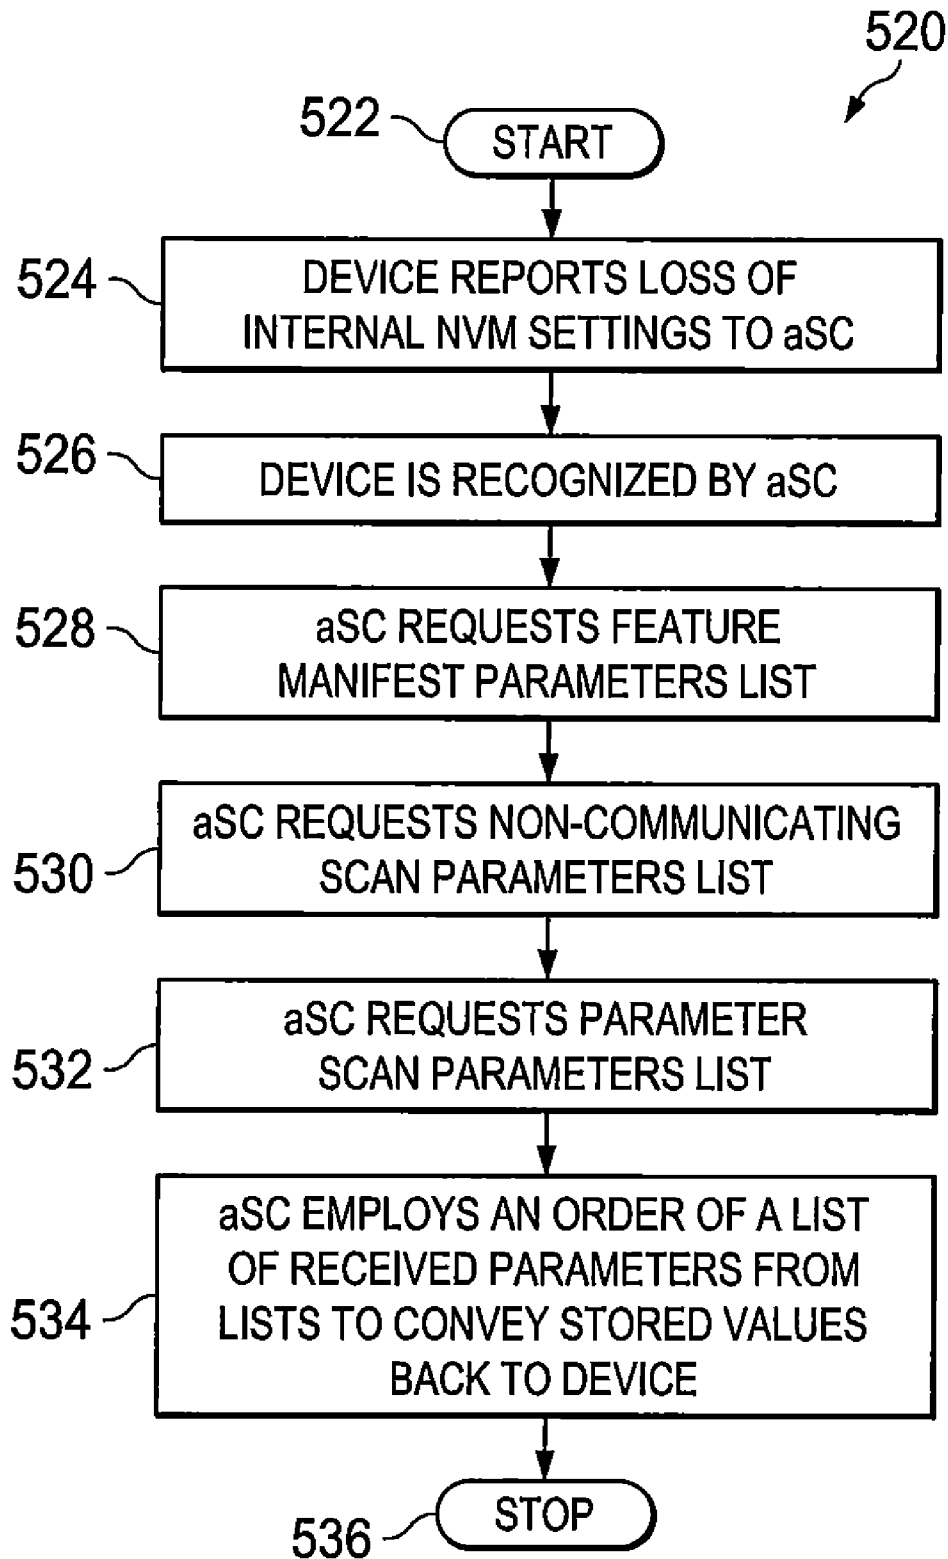 520
522
START
524
DEVICE REPORTS LOSS OF
INTERNAL NVM SETTINGS TO aSC
526
DEVICE IS RECOGNIZED BY aSC
528
aSC REQUESTS FEATURE
MANIFEST PARAMETERS LIST
530
aSC REQUESTS NON-COMMUNICATING
SCAN PARAMETERS LIST
532
aSC REQUESTS PARAMETER
SCAN PARAMETERS LIST
534
aSC EMPLOYS AN ORDER OF A LIST
OF RECEIVED PARAMETERS FROM
LISTS TO CONVEY STORED VALUES
BACK TO DEVICE
536
STOP